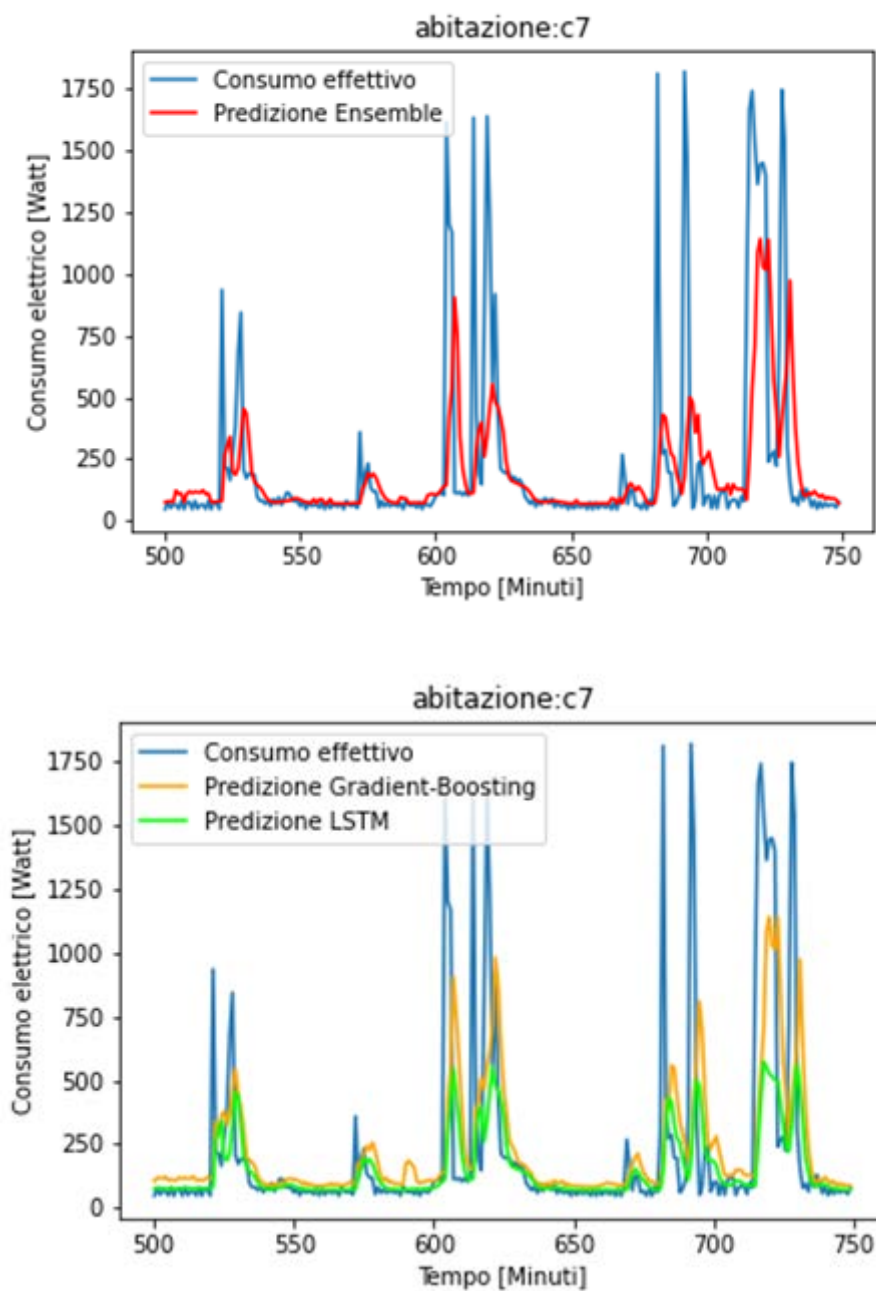 abitazione:c7
Consumo effettivo
Predizione Ensemble
Consumo elettrico [Watt]
1750
1500
1250
1000
750
500
250
0
500
550
600
650
700
750
Tempo [Minuti]
abitazione:c7
Consumo effettivo
Predizione Gradient-Boosting
Predizione LSTM
Consumo elettrico [Watt]
1750
1500
1250
1000
750
500
250
0
500
550
600
650
700
750
Tempo [Minuti]